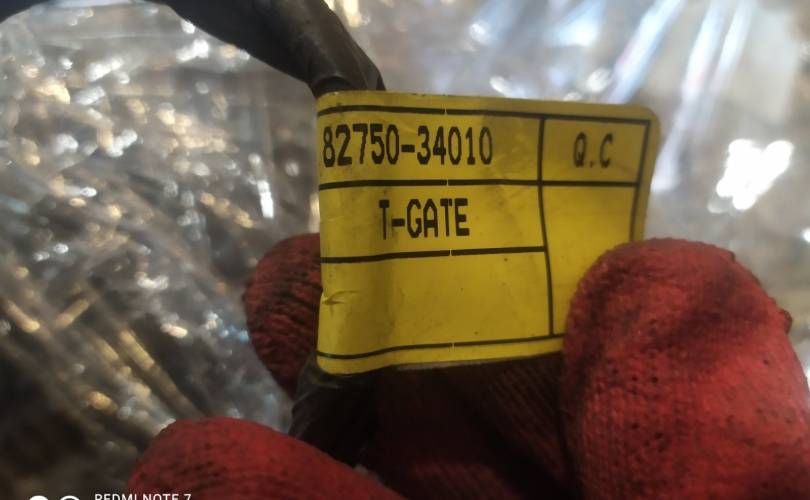 82750-34010
Q.C
T-GATE
REDMI NOTE 7